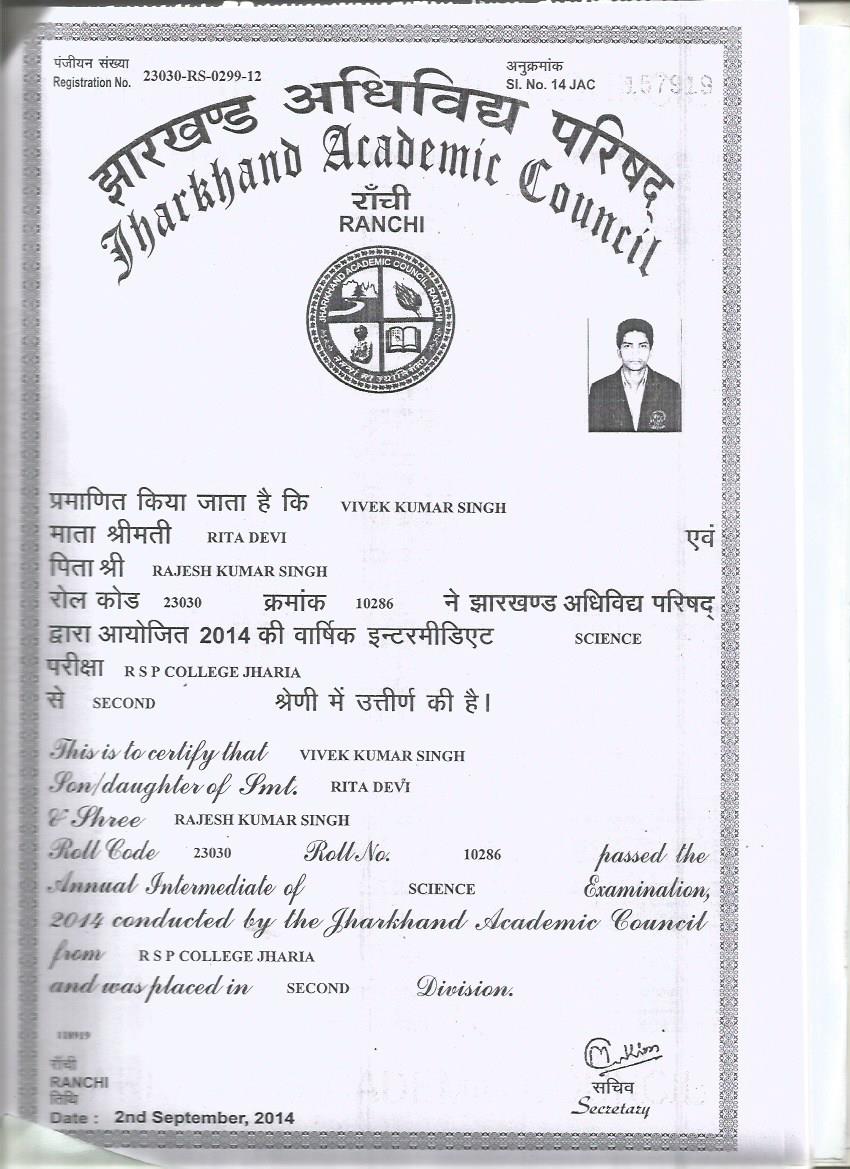 पंजीयन संख्या
Registration No. 23030-RS-0299-12
अनुक्रमांक
Sl. No. 14 JAC 157919
झारखण्ड अधिविद्य परिषद्
Jharkhand Academic Council
राँची
RANCHI
JHARKHAND ACADEMIC COUNCIL, RANCHI
प्रमाणित किया जाता है कि VIVEK KUMAR SINGH
माता श्रीमती RITA DEVI एवं
पिता श्री RAJESH KUMAR SINGH
रोल कोड 23030 क्रमांक 10286 ने झारखण्ड अधिविद्य परिषद्
द्वारा आयोजित 2014 की वार्षिक इन्टरमीडिएट SCIENCE
परीक्षा R S P COLLEGE JHARIA
से SECOND श्रेणी में उत्तीर्ण की है।
This is to certify that VIVEK KUMAR SINGH
Son/daughter of Smt. RITA DEVI
& Shree RAJESH KUMAR SINGH
Roll Code 23030 Roll No. 10286 passed the
Annual Intermediate of SCIENCE Examination,
2014 conducted by the Jharkhand Academic Council
from R S P COLLEGE JHARIA
and was placed in SECOND Division.
राँची
RANCHI
तिथि
Date : 2nd September, 2014
सचिव
Secretary